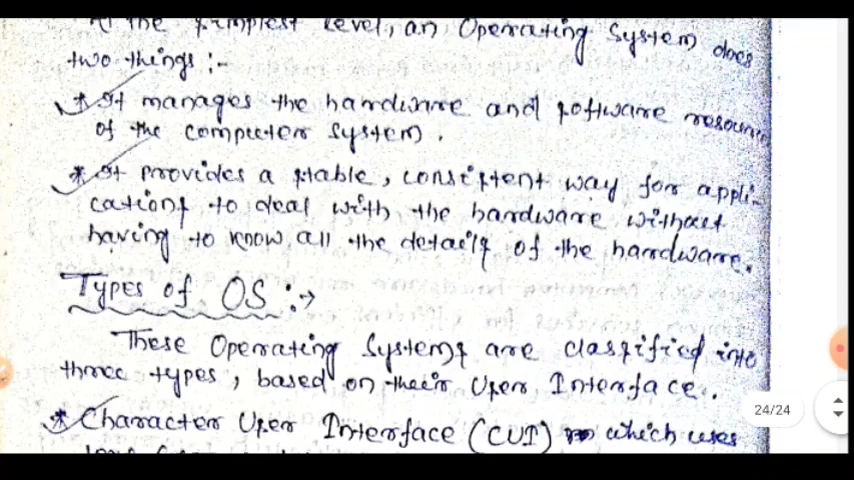 At the simplest level, an Operating System does
two things :-
* It manages the hardware and software resources
of the computer system.
* It provides a stable, consistent way for appli-
cations to deal with the hardware without
having to know all the details of the hardware.
Types of OS :→
These Operating Systems are classified into
three types, based on their User Interface.
* Character User Interface (CUI) which uses
24/24